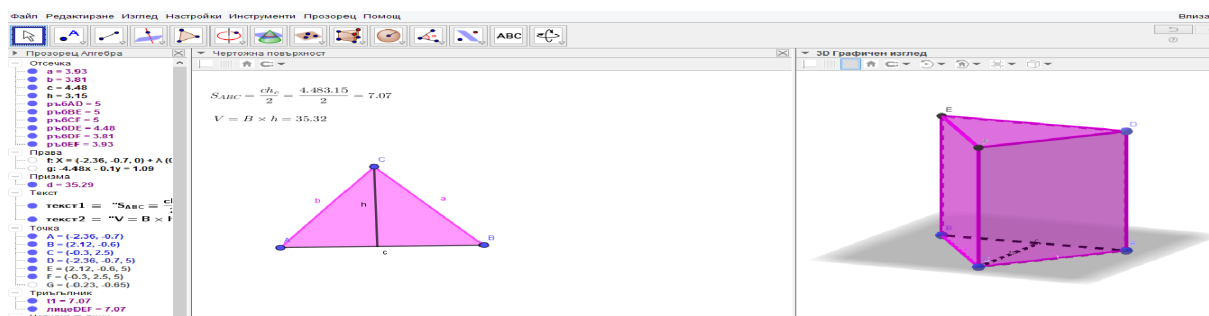 Файл Редактиране Изглед Настройки Инструменти Прозорец Помощ
Влиза
ABC
Прозорец Алгебра
Отсечка
a = 3.93
b = 3.81
c = 4.48
h = 3.15
ръбAD = 5
ръбBE = 5
ръбCF = 5
ръбDE = 4.48
ръбDF = 3.81
ръбEF = 3.93
Права
f: X = (-2.36, -0.7, 0) + λ (0
g: -4.48x - 0.1y = 1.09
Призма
d = 35.29
Текст
текст1 = "S_ABC = c
текст2 = "V = B × h
Точка
A = (-2.36, -0.7)
B = (2.12, -0.6)
C = (-0.3, 2.5)
D = (-2.36, -0.7, 5)
E = (2.12, -0.6, 5)
F = (-0.3, 2.5, 5)
G = (-0.23, -0.65)
Триъгълник
t1 = 7.07
лицеDEF = 7.07
Чертожна повърхност
S_ABC = ch_c/2 = 4.483.15/2 = 7.07
V = B × h = 35.32
C
b
h
a
A
B
c
3D Графичен изглед
E
D